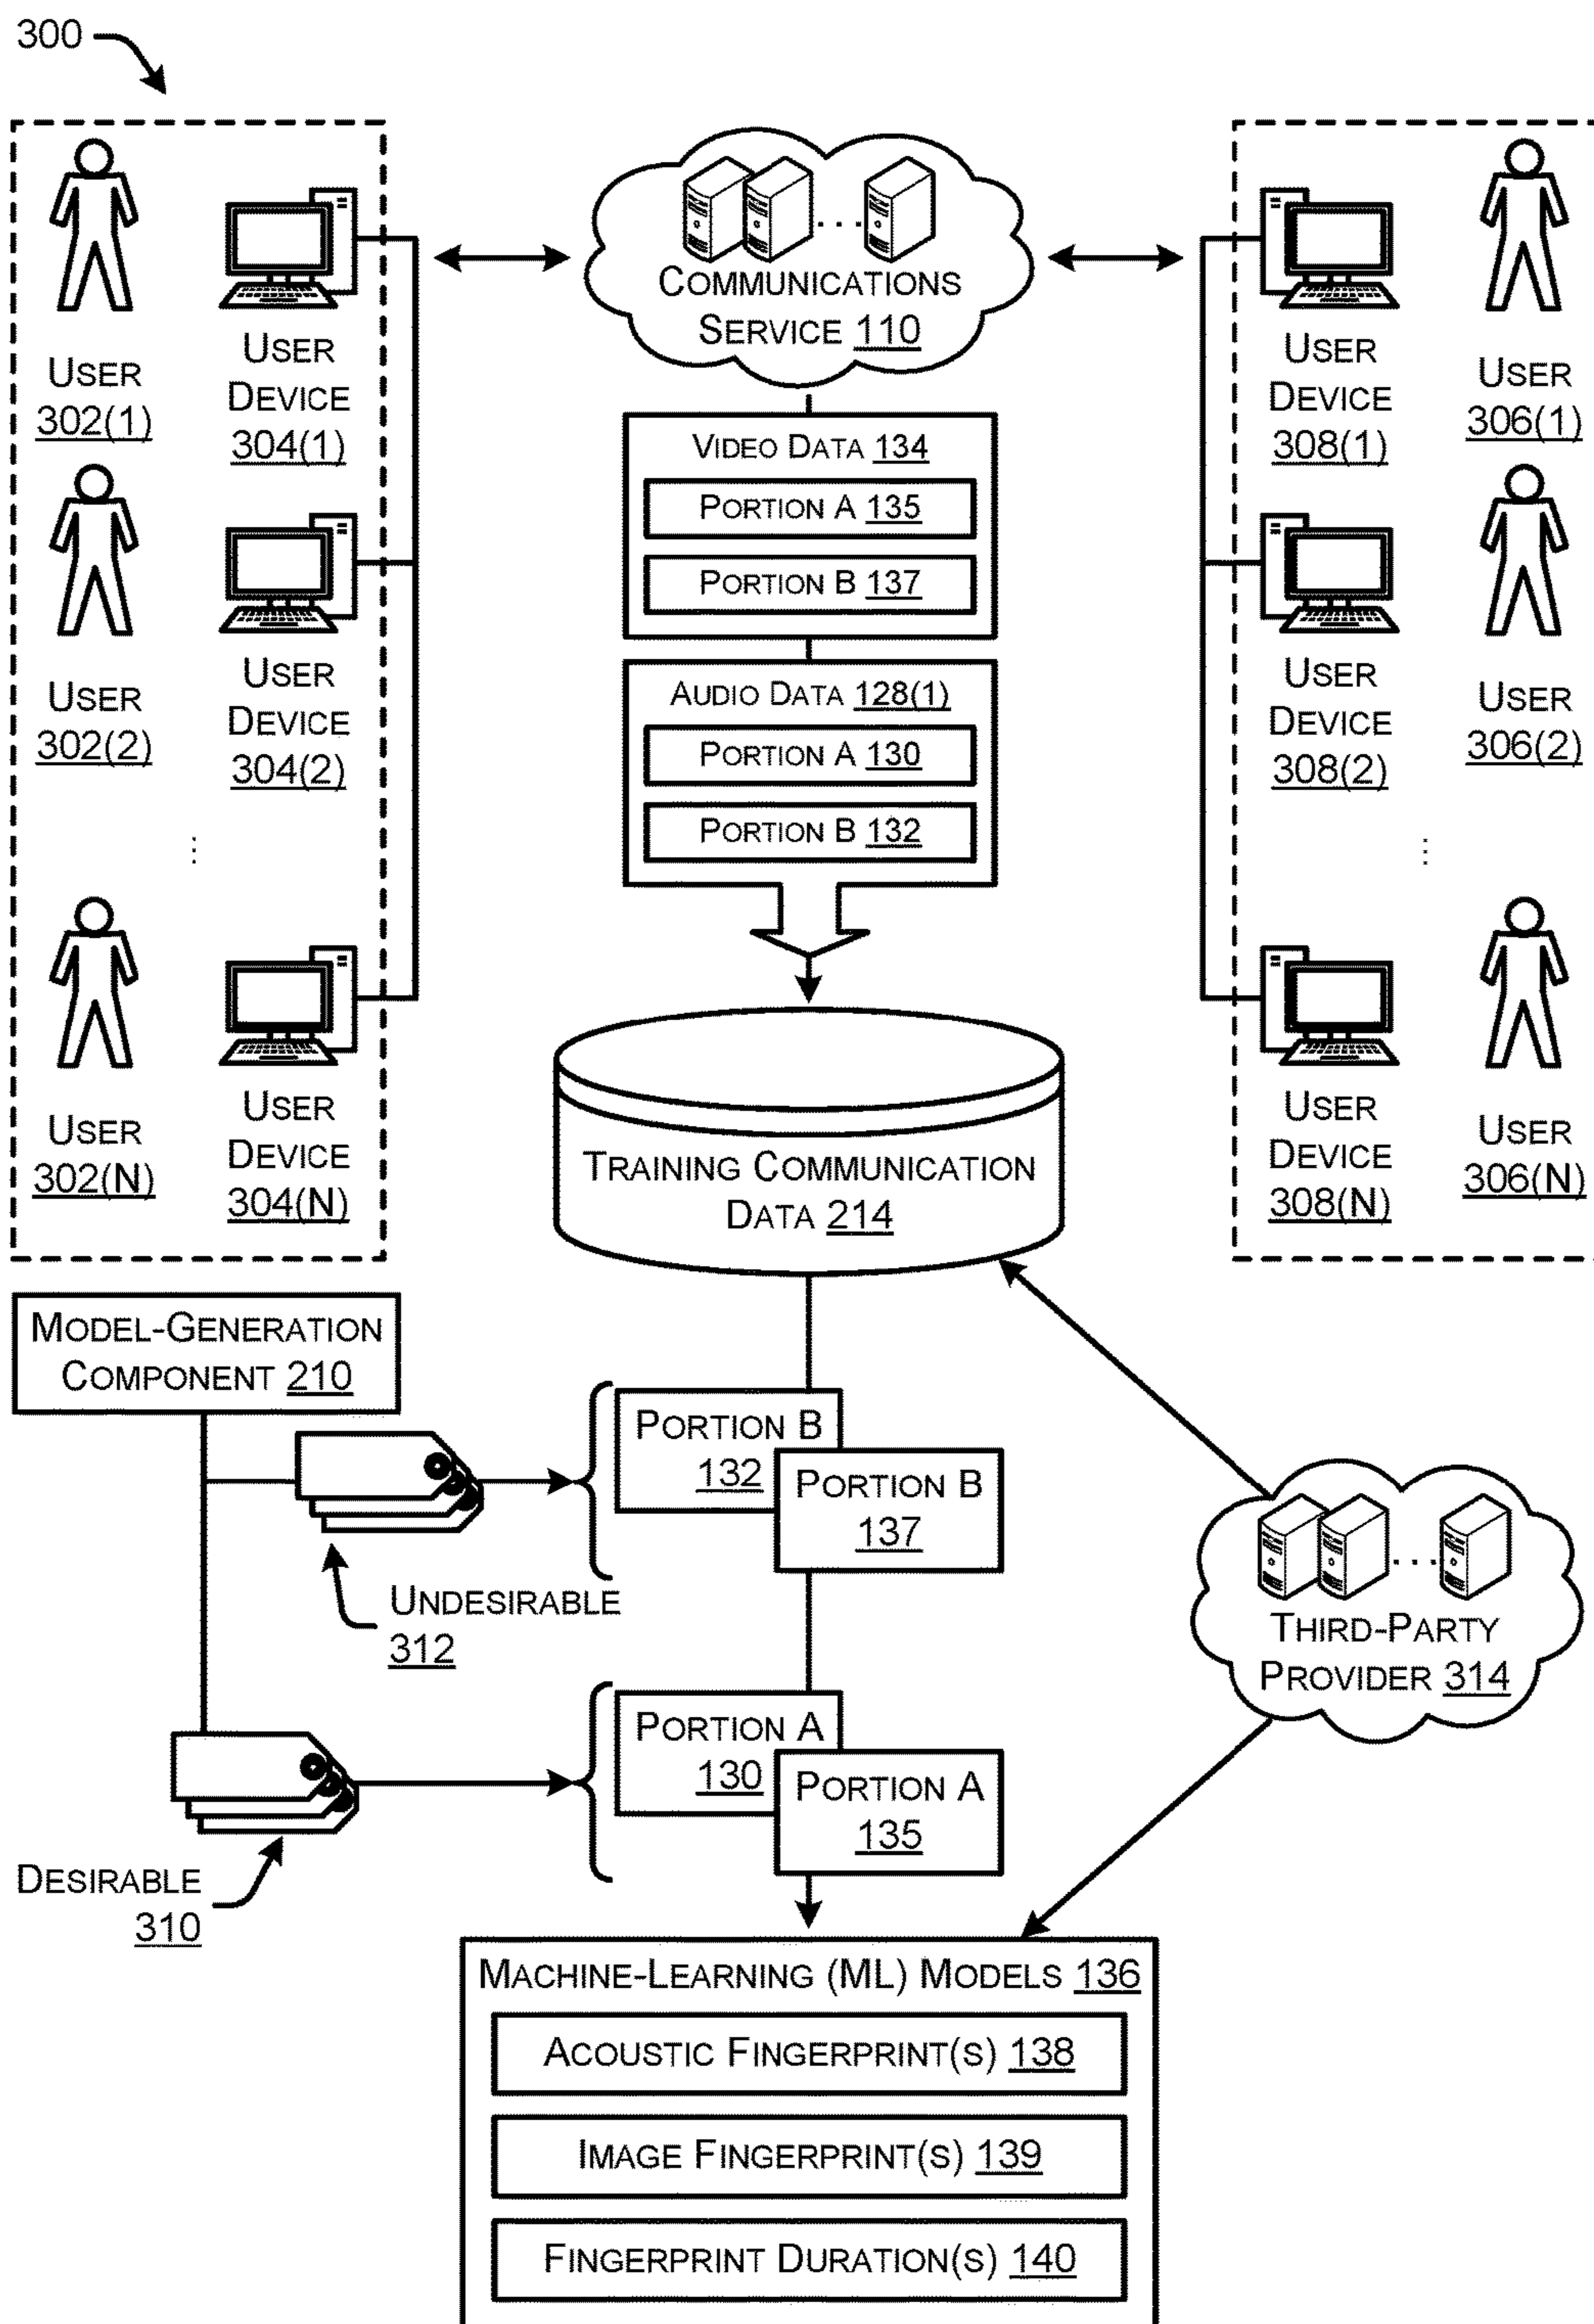 300
USER
302(1)
USER
DEVICE
304(1)
USER
302(2)
USER
DEVICE
304(2)
...
USER
302(N)
USER
DEVICE
304(N)
...
COMMUNICATIONS
SERVICE 110
VIDEO DATA 134
PORTION A 135
PORTION B 137
AUDIO DATA 128(1)
PORTION A 130
PORTION B 132
USER
DEVICE
308(1)
USER
306(1)
USER
DEVICE
308(2)
USER
306(2)
...
USER
DEVICE
308(N)
USER
306(N)
TRAINING COMMUNICATION
DATA 214
MODEL-GENERATION
COMPONENT 210
PORTION B
132
PORTION B
137
UNDESIRABLE
312
PORTION A
130
PORTION A
135
DESIRABLE
310
...
THIRD-PARTY
PROVIDER 314
MACHINE-LEARNING (ML) MODELS 136
ACOUSTIC FINGERPRINT(S) 138
IMAGE FINGERPRINT(S) 139
FINGERPRINT DURATION(S) 140